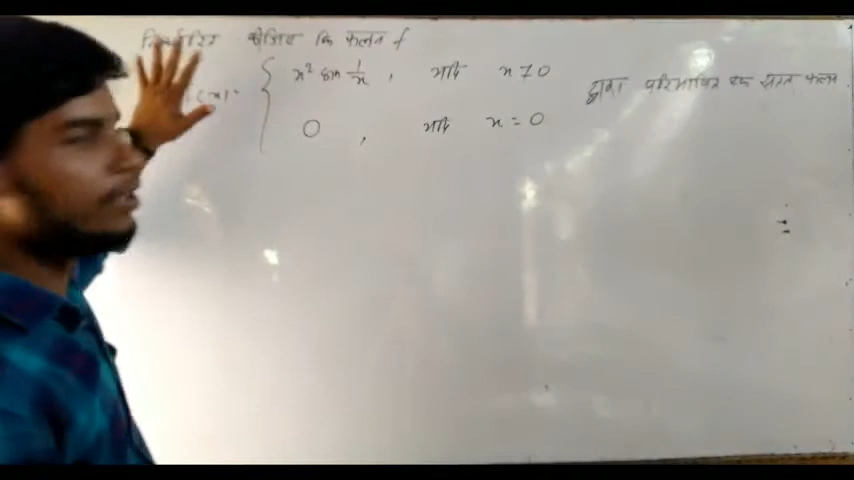 निर्धारित कीजिए कि फलन f
f(x) = { x² sin 1/x , यदि x ≠ 0
द्वारा परिभाषित एक सतत फलन
0 , यदि x = 0